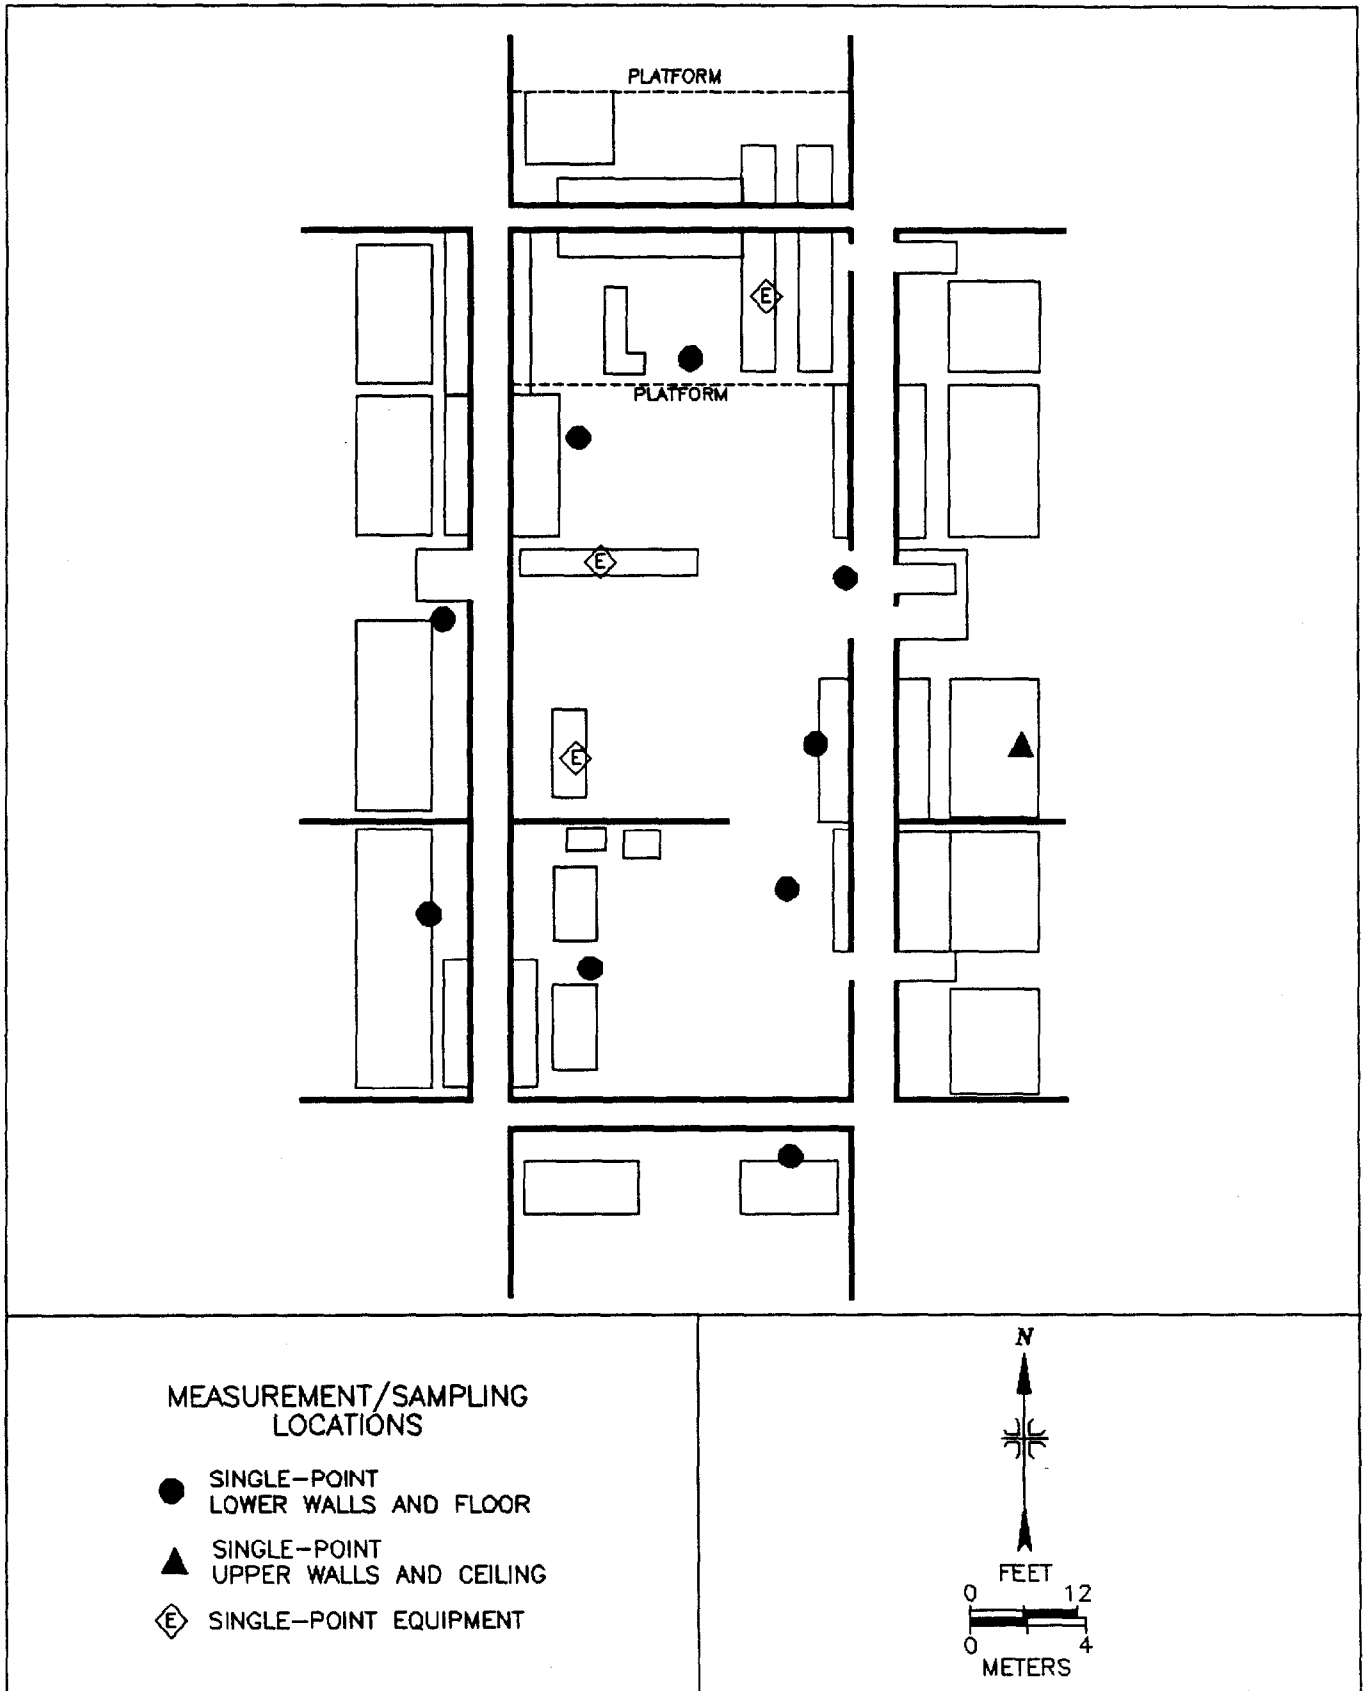 PLATFORM
E
PLATFORM
E
E
MEASUREMENT/SAMPLING
LOCATIONS
SINGLE-POINT
LOWER WALLS AND FLOOR
SINGLE-POINT
UPPER WALLS AND CEILING
E SINGLE-POINT EQUIPMENT
N
FEET
0 12
0 4
METERS